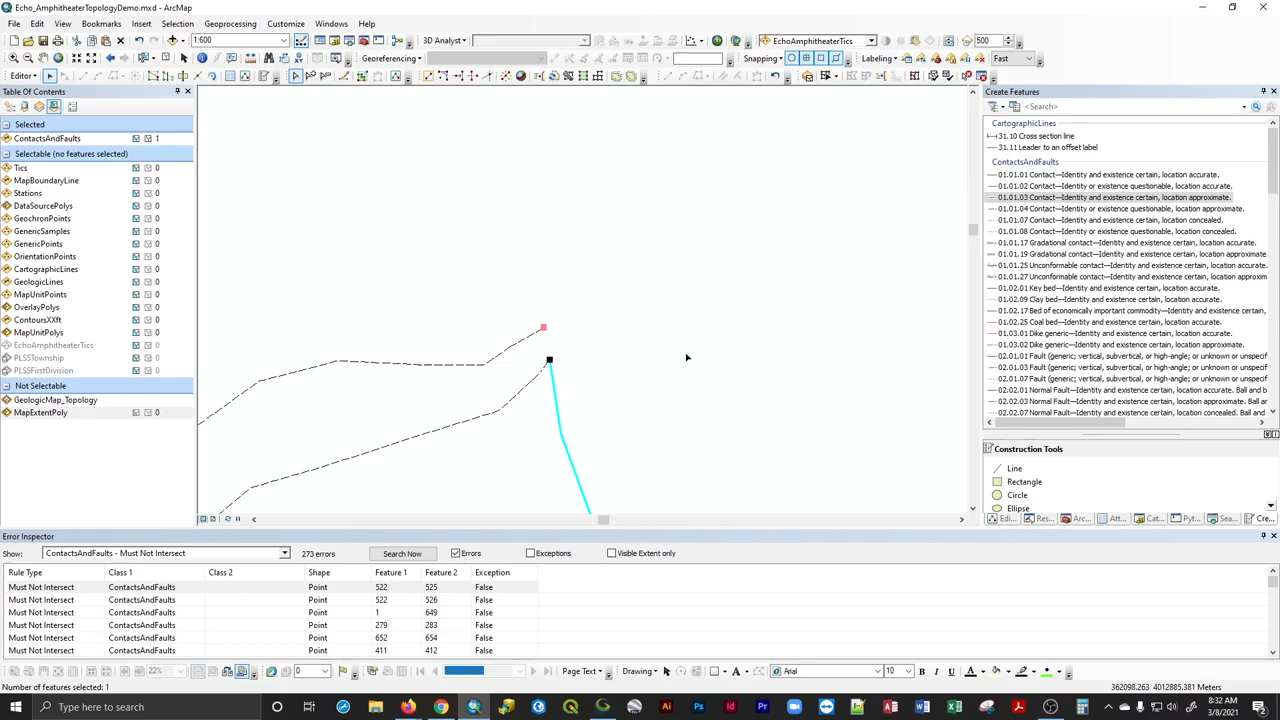 Echo_AmphitheaterTopologyDemo.mxd - ArcMap
File Edit View Bookmarks Insert Selection Geoprocessing Customize Windows Help
1:600 3D Analyst EchoAmphitheaterTics 500
Georeferencing Snapping Labeling Fast
Editor
Table Of Contents
Selected
ContactsAndFaults 1
Selectable (no features selected)
Tics 0
MapBoundaryLine 0
Stations 0
DataSourcePolys 0
GeochronPoints 0
GenericSamples 0
GenericPoints 0
OrientationPoints 0
CartographicLines 0
GeologicLines 0
MapUnitPoints 0
OverlayPolys 0
ContoursXXft 0
MapUnitPolys 0
EchoAmphitheaterTics 0
PLSSTownship 0
PLSSFirstDivision 0
Not Selectable
GeologicMap_Topology
MapExtentPoly 0
Create Features
<Search>
CartographicLines
31.10 Cross section line
31.11 Leader to an offset label
ContactsAndFaults
01.01.01 Contact—Identity and existence certain, location accurate.
01.01.02 Contact—Identity or existence questionable, location accurate.
01.01.03 Contact—Identity and existence certain, location approximate.
01.01.04 Contact—Identity or existence questionable, location approximate.
01.01.07 Contact—Identity and existence certain, location concealed.
01.01.08 Contact—Identity or existence questionable, location concealed.
01.01.17 Gradational contact—Identity and existence certain, location accurate.
01.01.19 Gradational contact—Identity and existence certain, location approximate
01.01.25 Unconformable contact—Identity and existence certain, location accurate.
01.01.27 Unconformable contact—Identity and existence certain, location approxim
01.02.01 Key bed—Identity and existence certain, location accurate.
01.02.09 Clay bed—Identity and existence certain, location accurate.
01.02.17 Bed of economically important commodity—Identity and existence certain, l
01.02.25 Coal bed—Identity and existence certain, location accurate.
01.03.01 Dike generic—Identity and existence certain, location accurate.
01.03.02 Dike generic—Identity and existence certain, location approximate.
02.01.01 Fault (generic; vertical, subvertical, or high-angle; or unknown or unspecif
02.01.03 Fault (generic; vertical, subvertical, or high-angle; or unknown or unspecif
02.01.07 Fault (generic; vertical, subvertical, or high-angle; or unknown or unspecif
02.02.01 Normal Fault—Identity and existence certain, location accurate. Ball and b
02.02.03 Normal Fault—Identity and existence certain, location approximate. Ball ar
02.02.07 Normal Fault—Identity and existence certain, location concealed. Ball and
Construction Tools
Line
Rectangle
Circle
Ellipse
Edi... Res... Arc... Att... Cat... Pyt... Sea... Cre...
Error Inspector
Show: ContactsAndFaults - Must Not Intersect 273 errors Search Now Errors Exceptions Visible Extent only
Rule Type Class 1 Class 2 Shape Feature 1 Feature 2 Exception
Must Not Intersect ContactsAndFaults Point 522 525 False
Must Not Intersect ContactsAndFaults Point 522 526 False
Must Not Intersect ContactsAndFaults Point 1 649 False
Must Not Intersect ContactsAndFaults Point 279 283 False
Must Not Intersect ContactsAndFaults Point 652 654 False
Must Not Intersect ContactsAndFaults Point 411 412 False
22% 0 Page Text Drawing Arial 10 B I U A
Number of features selected: 1 362098.263 4012885.381 Meters
Type here to search 8:32 AM
3/8/2021